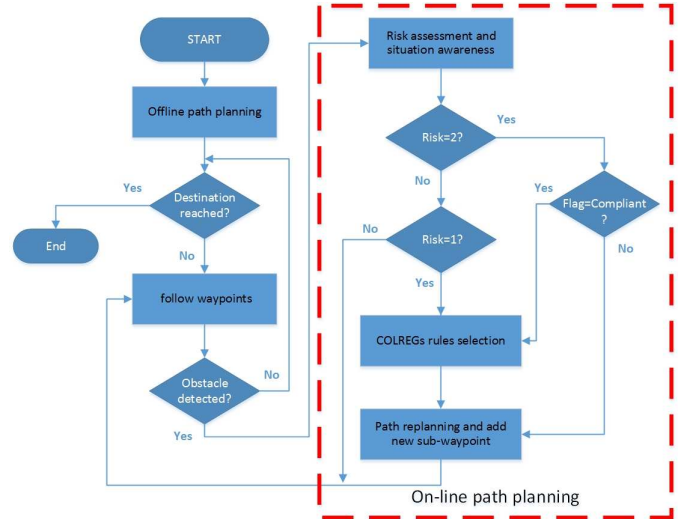 START
Offline path planning
Yes
Destination
reached?
End
No
follow waypoints
No
Obstacle
detected?
Yes
Risk assessment and
situation awareness
Yes
Risk=2?
No
Yes
Flag=Compliant
?
No
No
Risk=1?
Yes
COLREGs rules selection
Path replanning and add
new sub-waypoint
On-line path planning